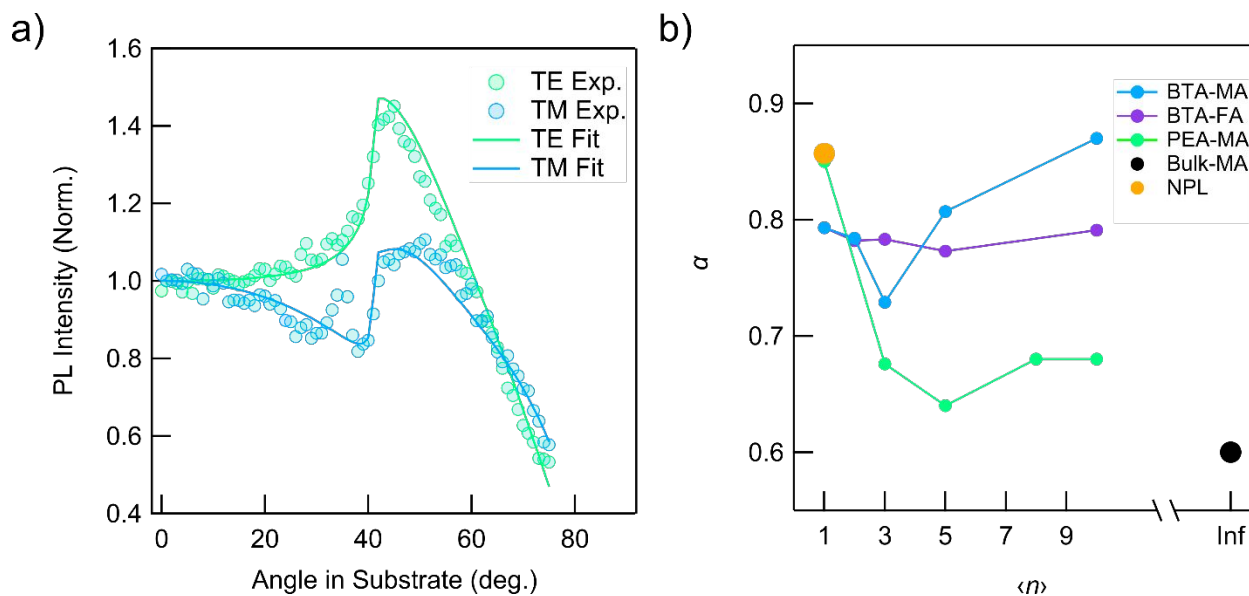 a)
1.6
1.4
1.2
1.0
0.8
0.6
0.4
PL Intensity (Norm.)
0
20
40
60
80
Angle in Substrate (deg.)
TE Exp.
TM Exp.
TE Fit
TM Fit
b)
0.9
0.8
0.7
0.6
α
1
3
5
7
9
Inf
‹n›
BTA-MA
BTA-FA
PEA-MA
Bulk-MA
NPL